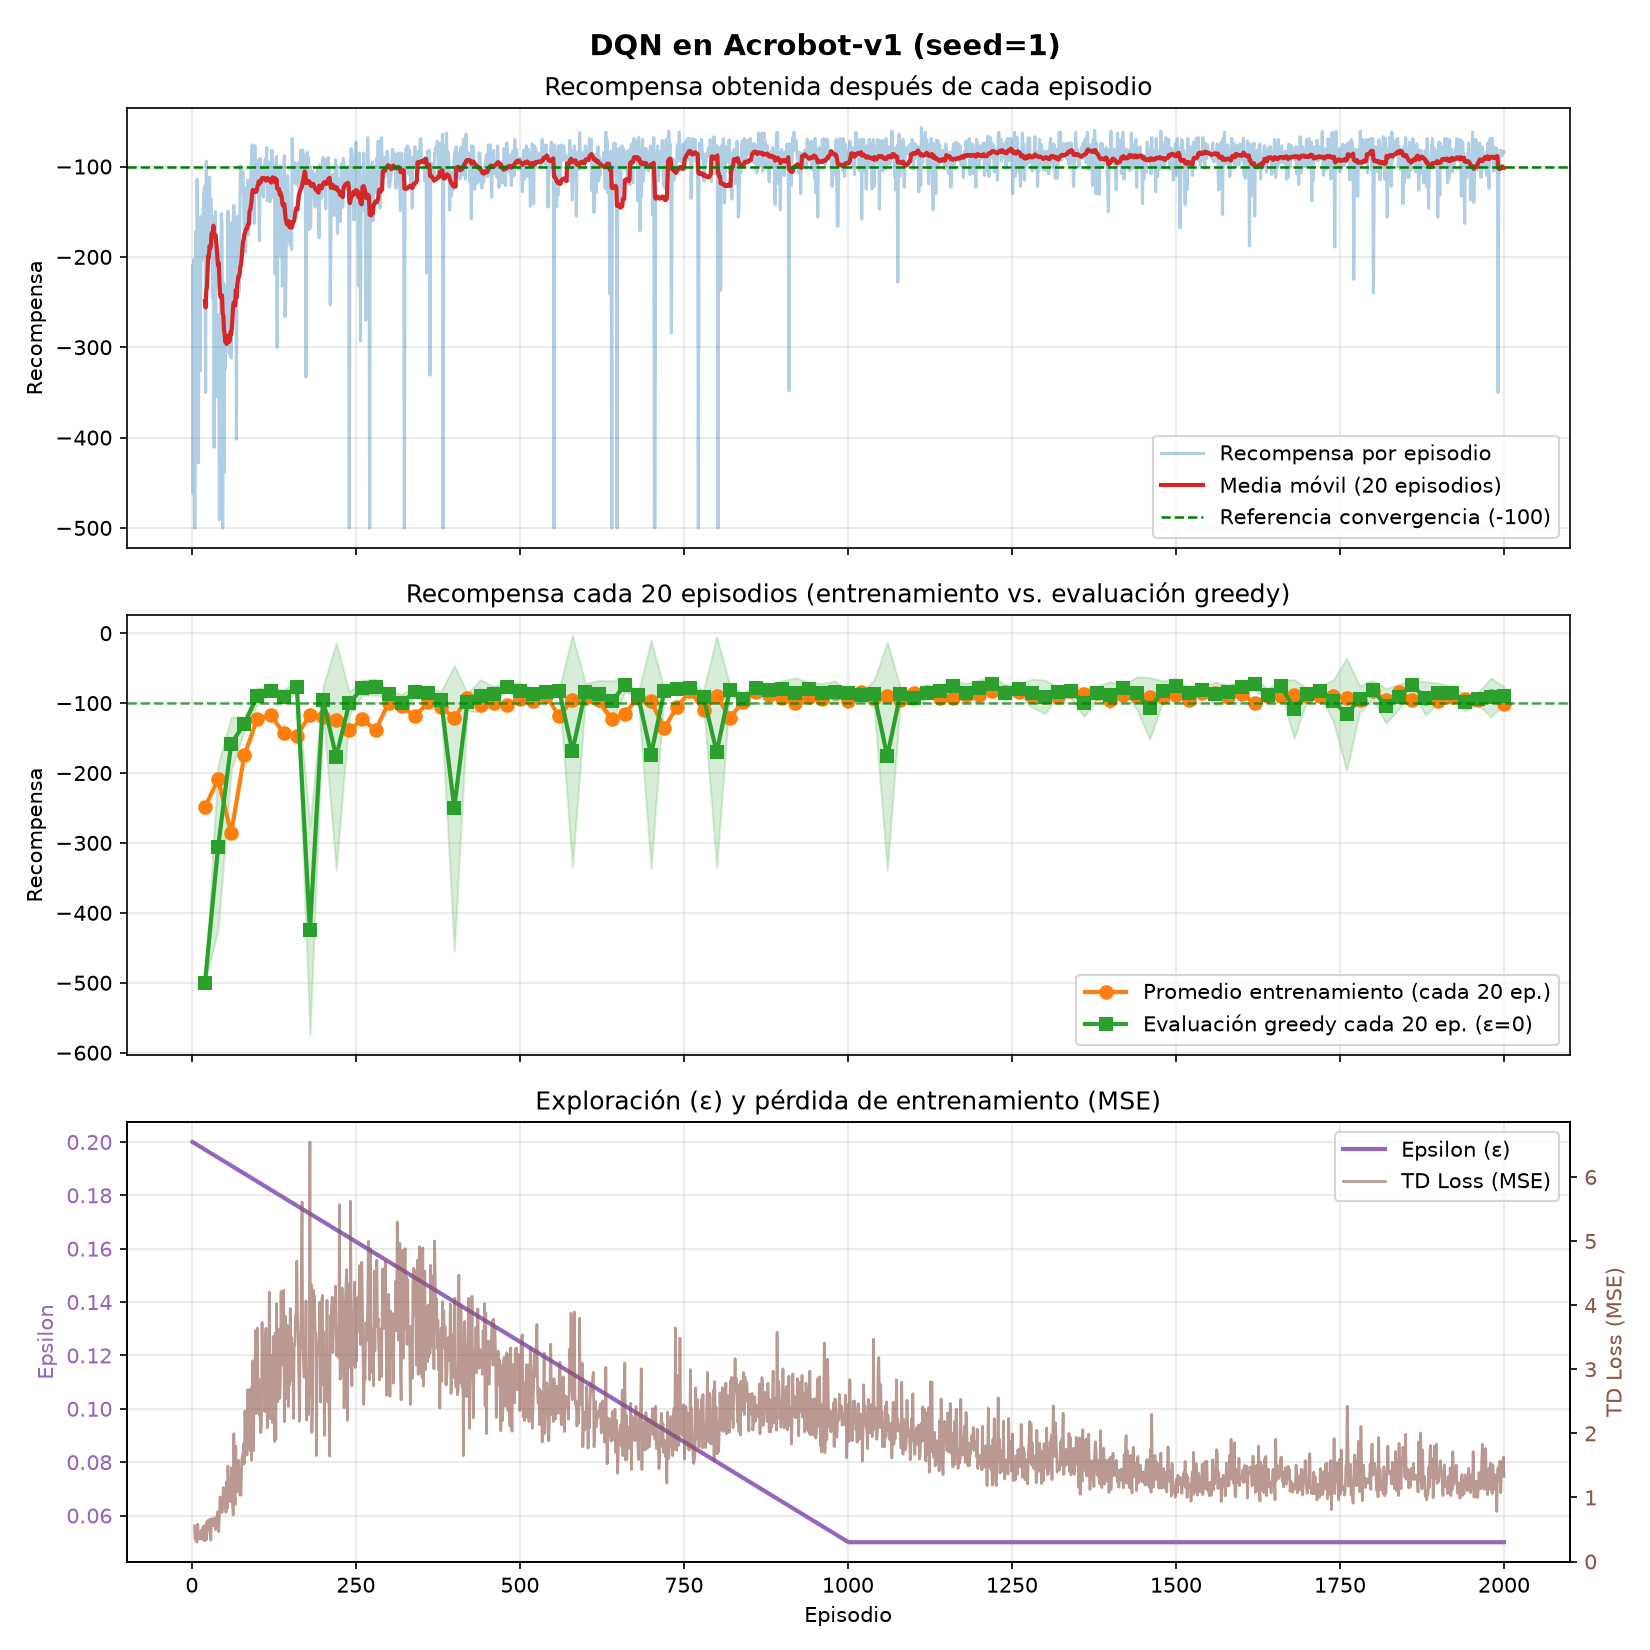 DQN en Acrobot-v1 (seed=1)
Recompensa obtenida después de cada episodio
Recompensa
−100
−200
−300
−400
−500
Recompensa por episodio
Media móvil (20 episodios)
Referencia convergencia (-100)
Recompensa cada 20 episodios (entrenamiento vs. evaluación greedy)
Recompensa
0
−100
−200
−300
−400
−500
−600
Promedio entrenamiento (cada 20 ep.)
Evaluación greedy cada 20 ep. (ε=0)
Exploración (ε) y pérdida de entrenamiento (MSE)
Epsilon
0.20
0.18
0.16
0.14
0.12
0.10
0.08
0.06
Epsilon (ε)
TD Loss (MSE)
6
5
4
3
2
1
0
TD Loss (MSE)
0 250 500 750 1000 1250 1500 1750 2000
Episodio